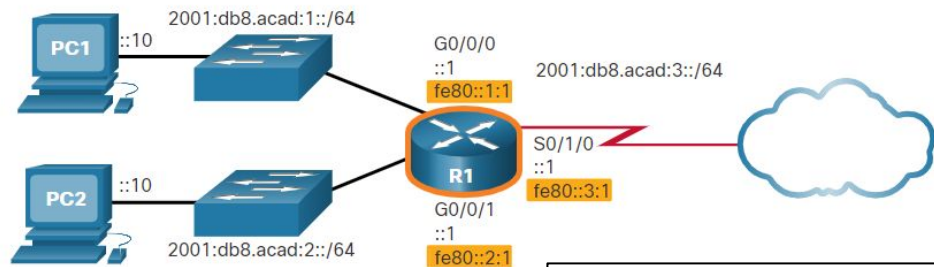 2001:db8.acad:1::/64
PC1
::10
G0/0/0
::1
fe80::1:1
2001:db8.acad:3::/64
S0/1/0
::1
fe80::3:1
R1
PC2
::10
G0/0/1
::1
fe80::2:1
2001:db8.acad:2::/64